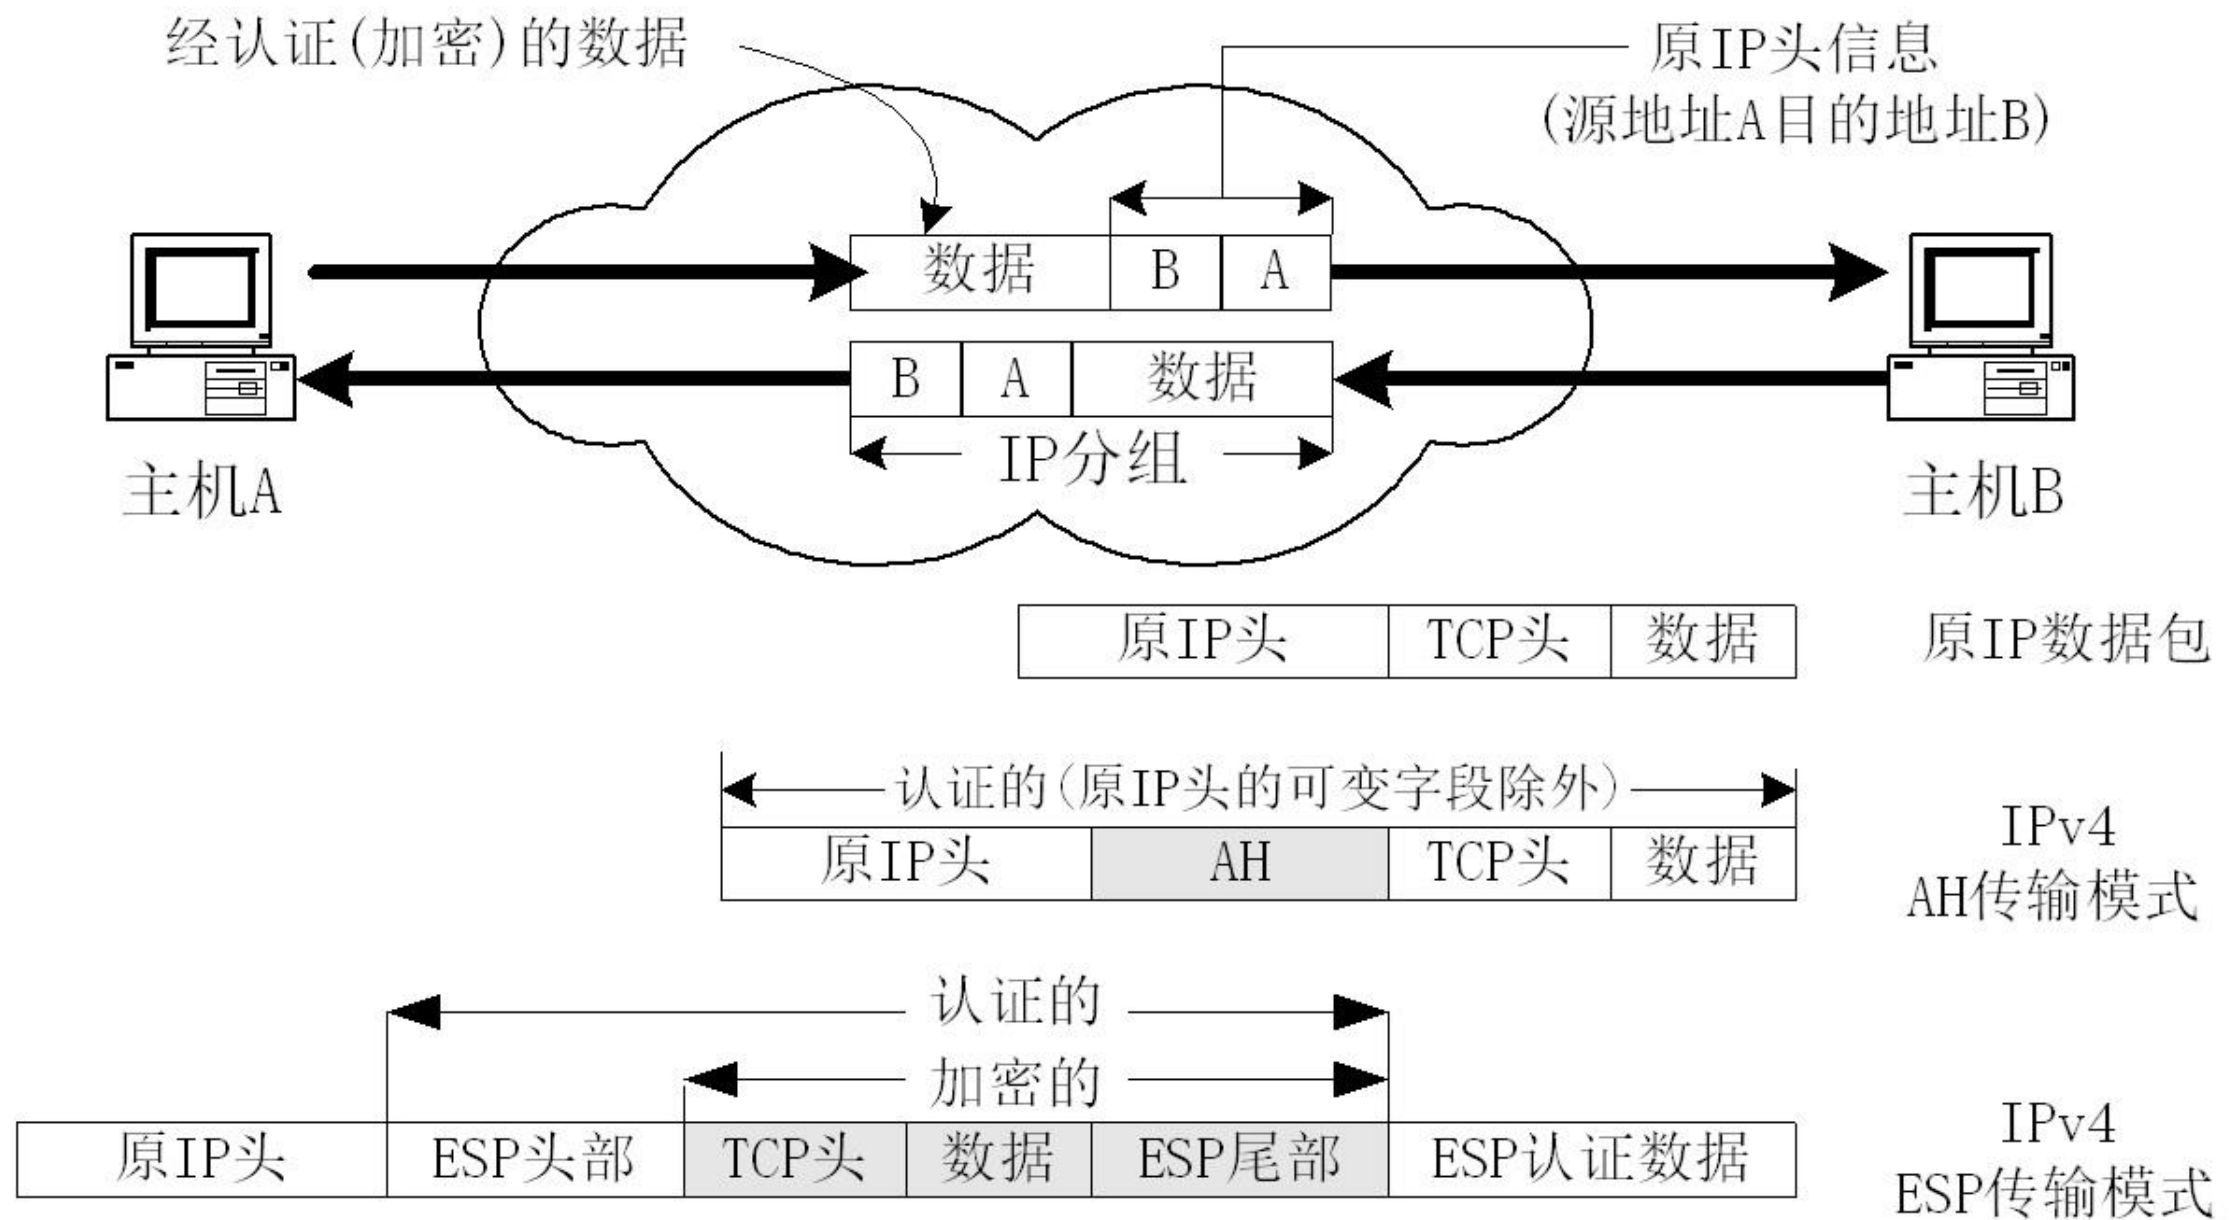 经认证(加密)的数据
原IP头信息
(源地址A目的地址B)
数据 B A
B A 数据
IP分组
主机A
主机B
原IP头 TCP头 数据 原IP数据包
认证的(原IP头的可变字段除外)
原IP头 AH TCP头 数据
IPv4
AH传输模式
认证的
加密的
原IP头 ESP头部 TCP头 数据 ESP尾部 ESP认证数据
IPv4
ESP传输模式